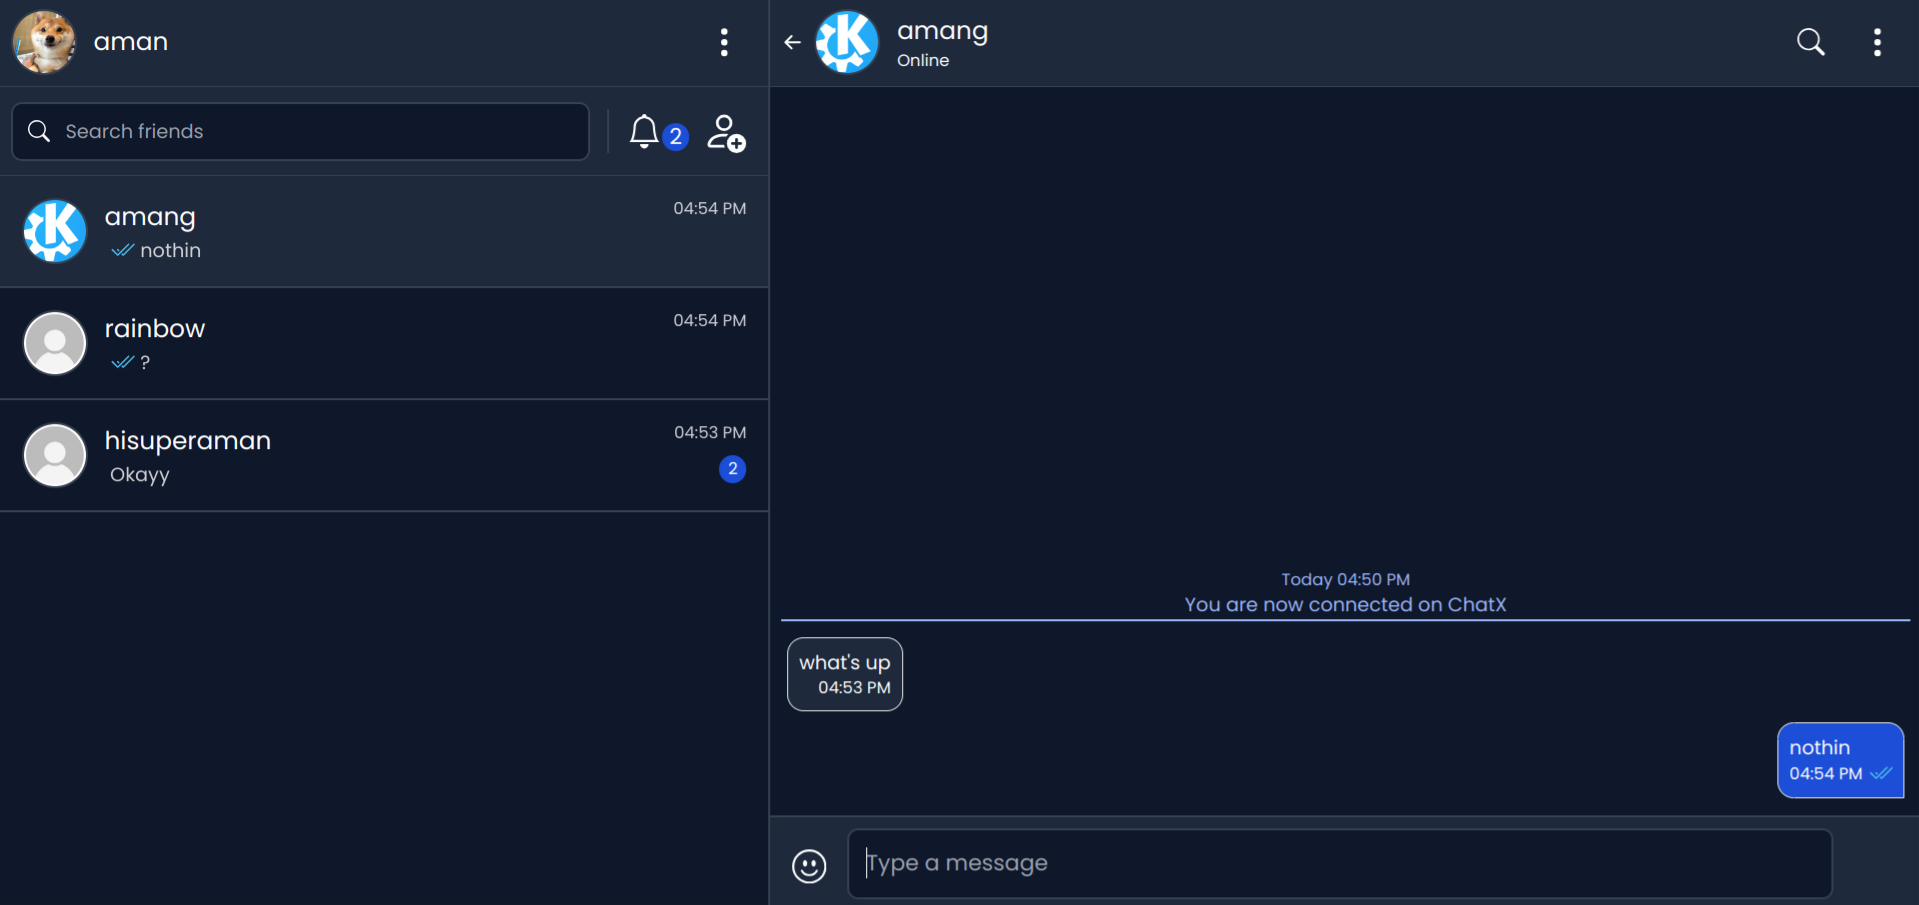 aman
Search friends
2
amang
04:54 PM
nothin
rainbow
04:54 PM
?
hisuperaman
04:53 PM
Okayy
2
amang
Online
Today 04:50 PM
You are now connected on ChatX
what's up
04:53 PM
nothin
04:54 PM
Type a message